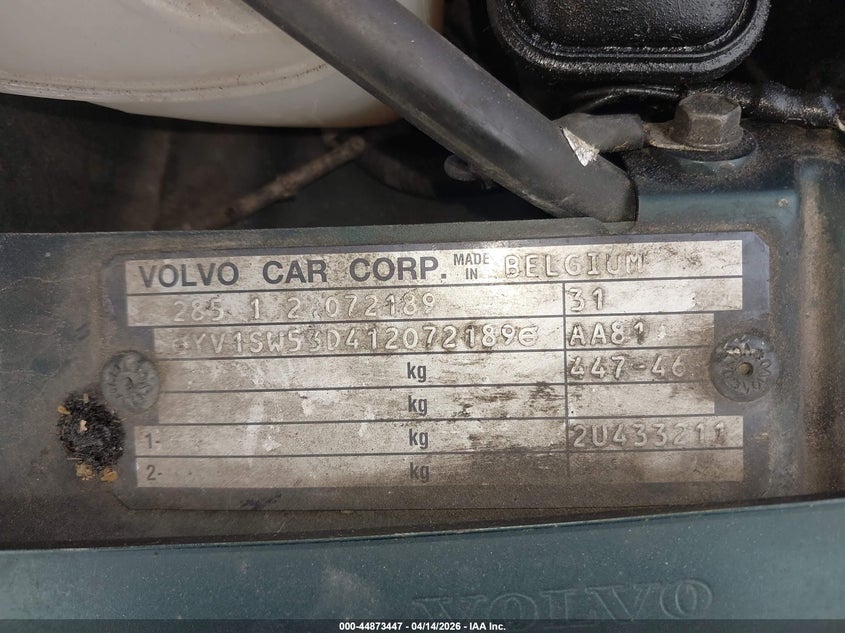 VOLVO CAR CORP. MADE IN BELGIUM
285 1 2 072189 31
YV1SW53D412072189 AA81
kg 447-46
kg
1- kg 2U433211
2- kg
VOLVO
000-44873447 - 04/14/2026 - IAA Inc.